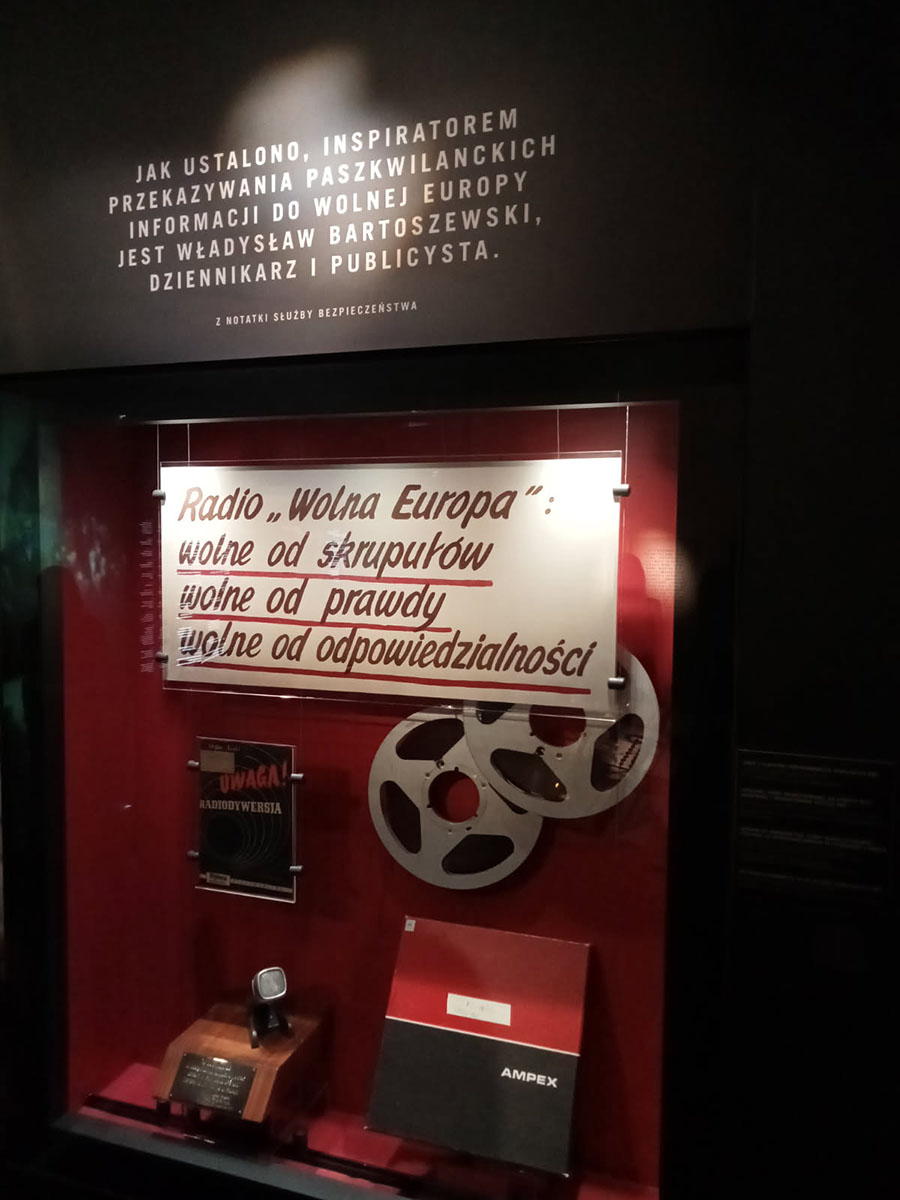 JAK USTALONO, INSPIRATOREM
PRZEKAZYWANIA PASZKWILANCKICH
INFORMACJI DO WOLNEJ EUROPY
JEST WŁADYSŁAW BARTOSZEWSKI,
DZIENNIKARZ I PUBLICYSTA.
Z NOTATKI SŁUŻBY BEZPIECZEŃSTWA
Radio „Wolna Europa":
wolne od skrupułów
wolne od prawdy
wolne od odpowiedzialności
UWAGA!
RADIODYWERSJA
AMPEX